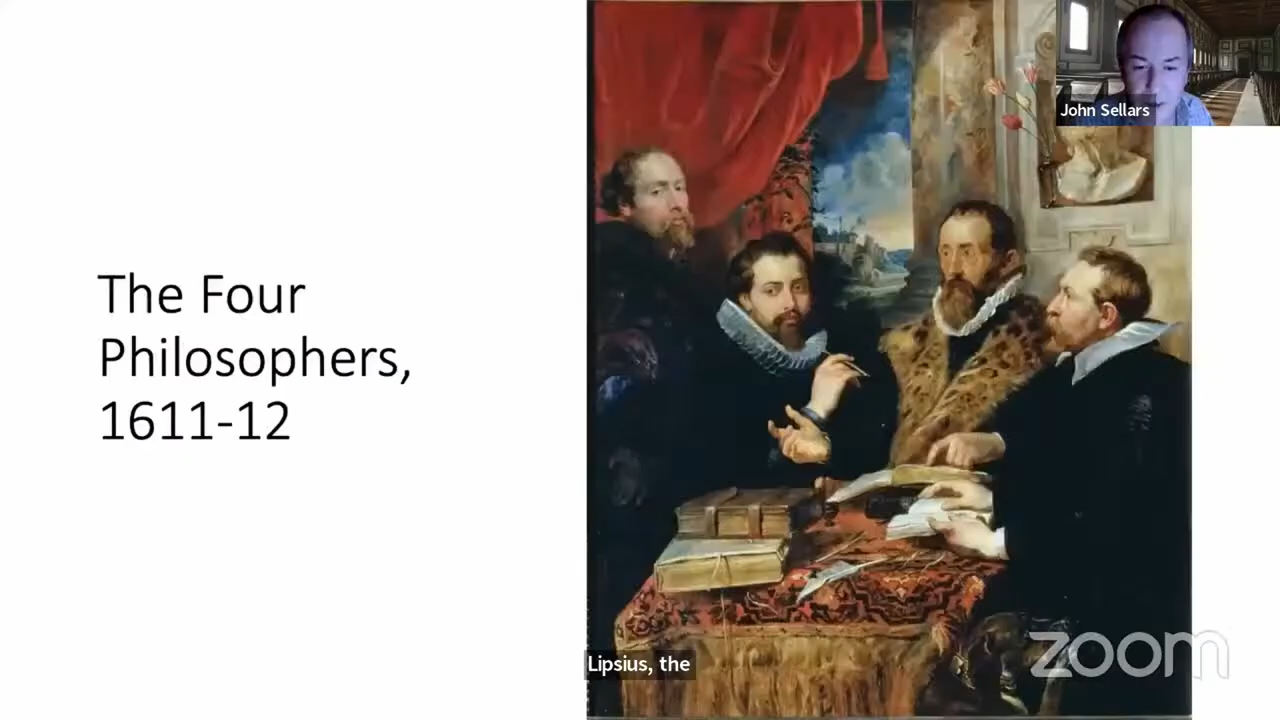 The Four
Philosophers,
1611-12
John Sellars
Lipsius, the
zoom